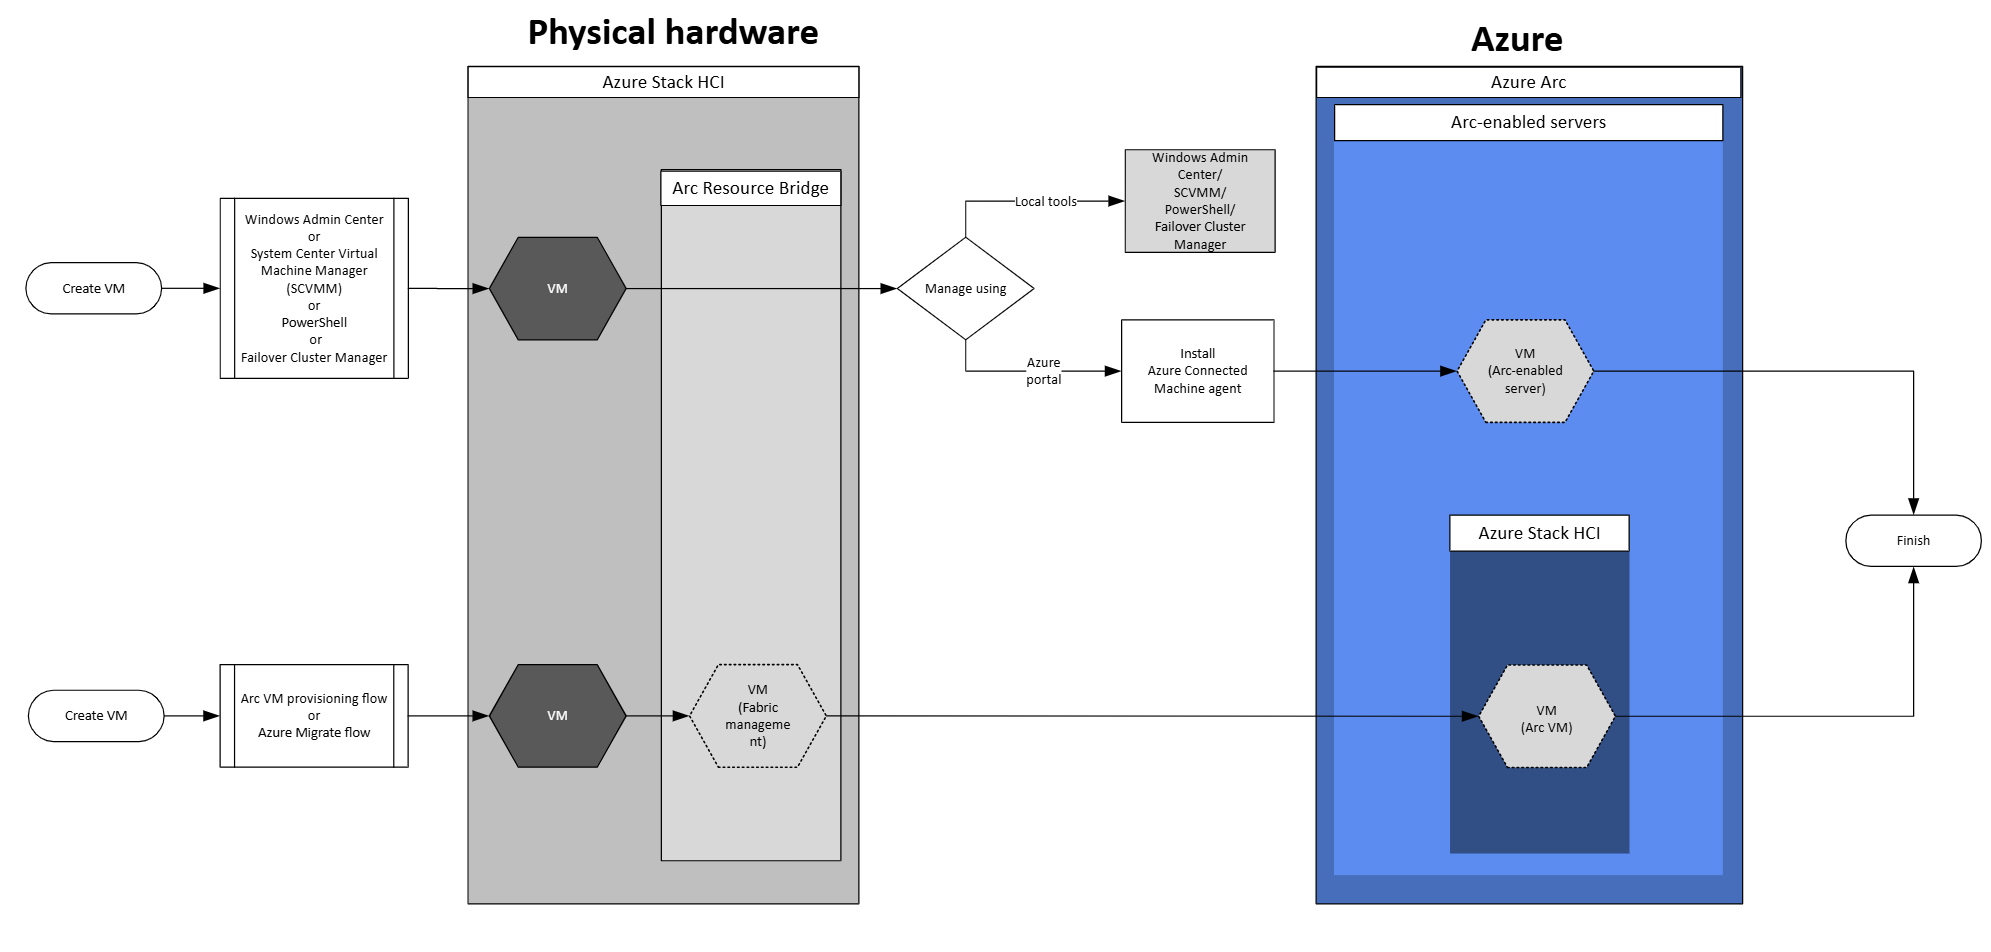 Physical hardware
Azure
Azure Stack HCI
Azure Arc
Arc-enabled servers
Arc Resource Bridge
Create VM
Windows Admin Center
or
System Center Virtual
Machine Manager
(SCVMM)
or
PowerShell
or
Failover Cluster Manager
VM
Manage using
Local tools
Windows Admin
Center/
SCVMM/
PowerShell/
Failover Cluster
Manager
Azure
portal
Install
Azure Connected
Machine agent
VM
(Arc-enabled
server)
Azure Stack HCI
Finish
Create VM
Arc VM provisioning flow
or
Azure Migrate flow
VM
VM
(Fabric
manageme
nt)
VM
(Arc VM)